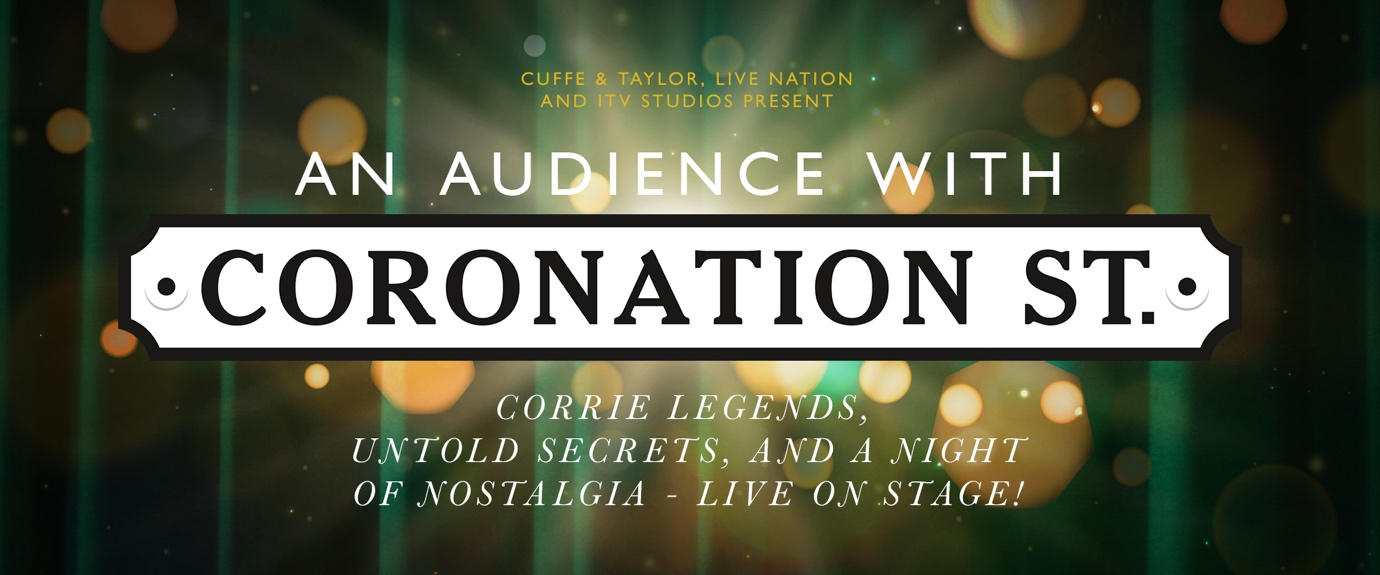 CUFFE & TAYLOR, LIVE NATION
AND ITV STUDIOS PRESENT
AN AUDIENCE WITH
CORONATION ST.
CORRIE LEGENDS,
UNTOLD SECRETS, AND A NIGHT
OF NOSTALGIA - LIVE ON STAGE!